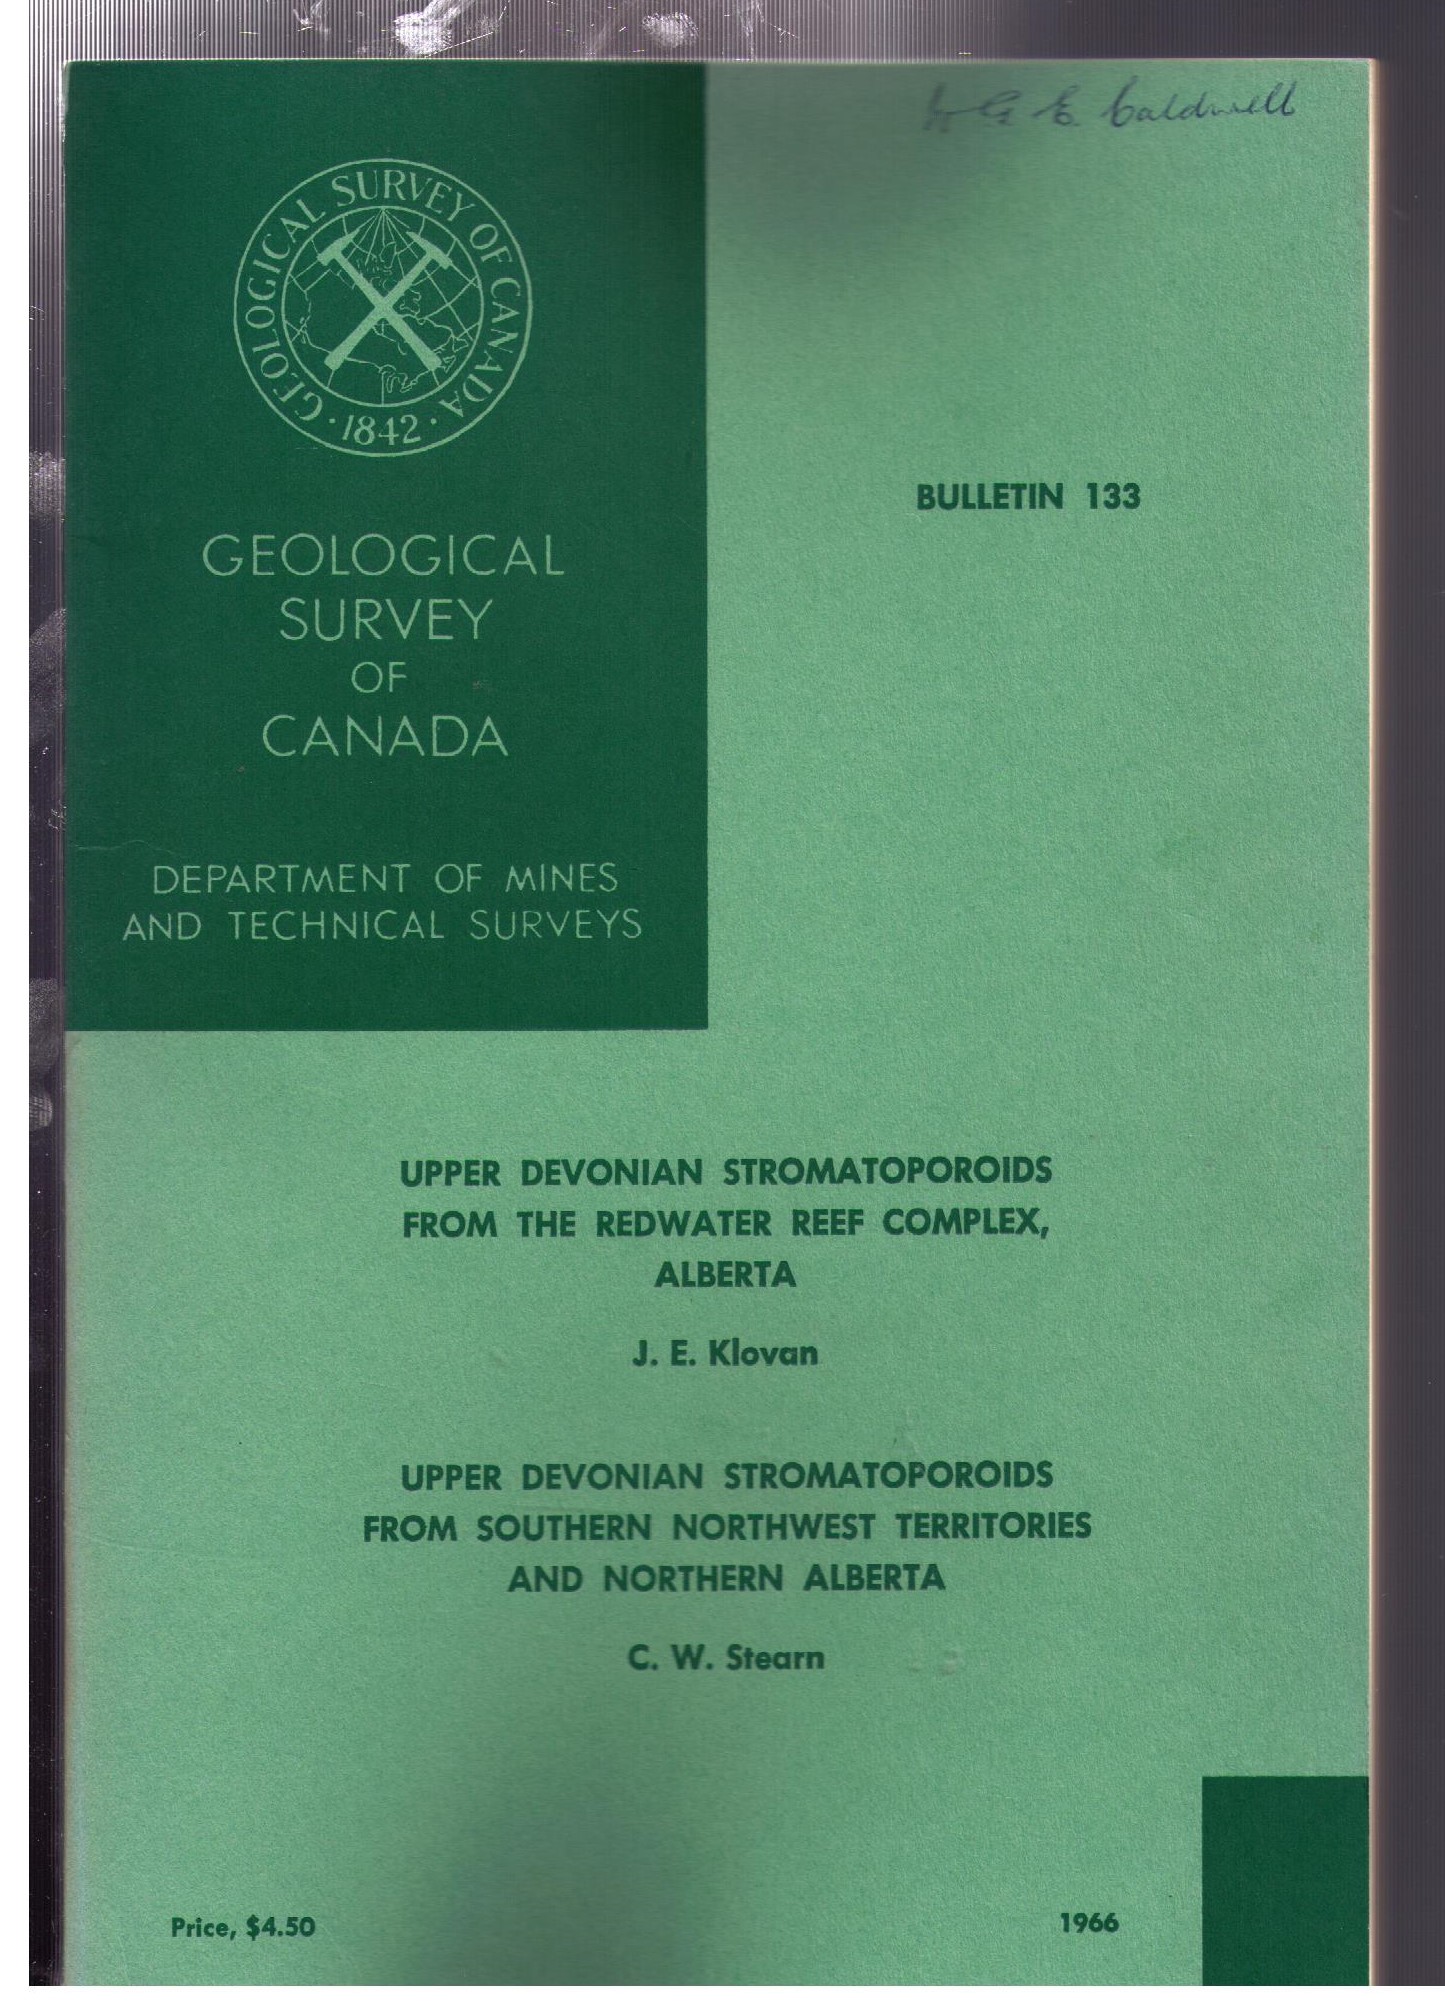 W G E. Caldwell
GEOLOGICAL SURVEY OF CANADA
· 1842 ·
BULLETIN 133
GEOLOGICAL
SURVEY
OF
CANADA
DEPARTMENT OF MINES
AND TECHNICAL SURVEYS
UPPER DEVONIAN STROMATOPOROIDS
FROM THE REDWATER REEF COMPLEX,
ALBERTA
J. E. Klovan
UPPER DEVONIAN STROMATOPOROIDS
FROM SOUTHERN NORTHWEST TERRITORIES
AND NORTHERN ALBERTA
C. W. Stearn
Price, $4.50
1966